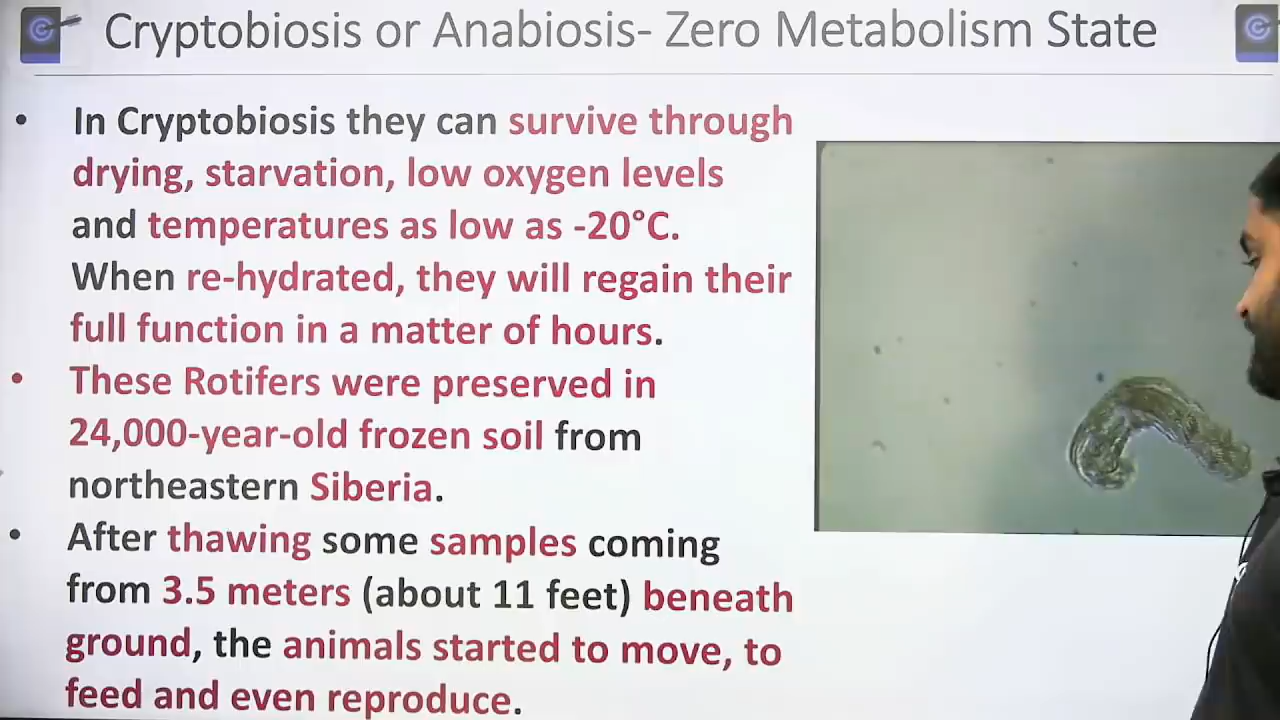 Cryptobiosis or Anabiosis- Zero Metabolism State
• In Cryptobiosis they can survive through
drying, starvation, low oxygen levels
and temperatures as low as -20°C.
When re-hydrated, they will regain their
full function in a matter of hours.
• These Rotifers were preserved in
24,000-year-old frozen soil from
northeastern Siberia.
• After thawing some samples coming
from 3.5 meters (about 11 feet) beneath
ground, the animals started to move, to
feed and even reproduce.